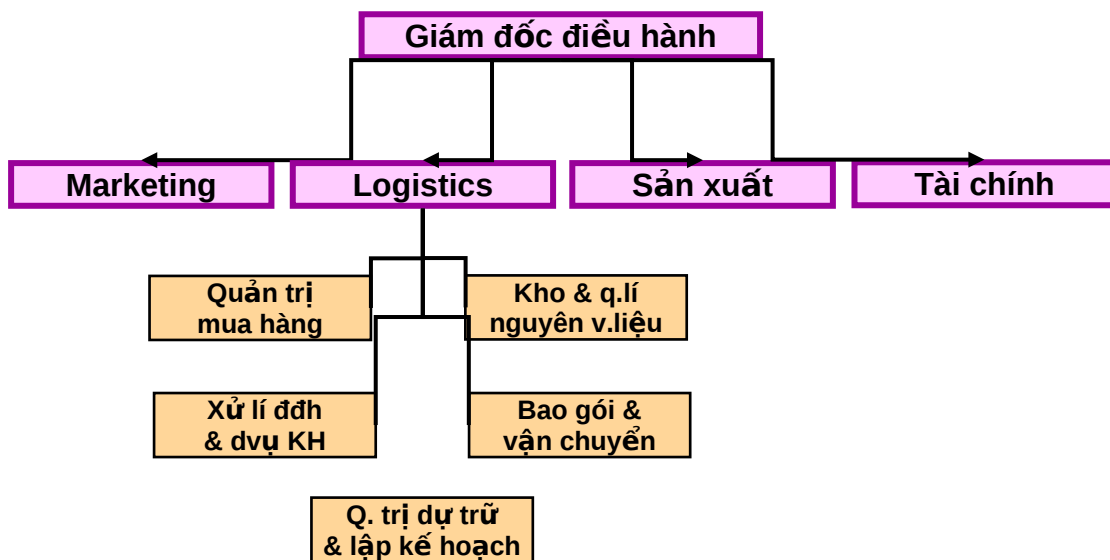 Giám đốc điều hành
Marketing
Logistics
Sản xuất
Tài chính
Quản trị
mua hàng
Kho & q.lí
nguyên v.liệu
Xử lí đđh
& dvụ KH
Bao gói &
vận chuyển
Q. trị dự trữ
& lập kế hoạch